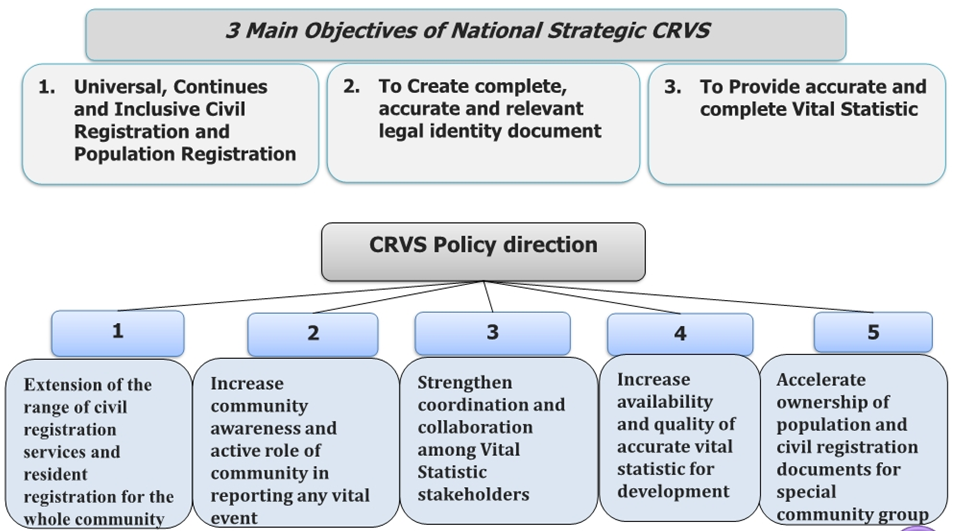 3 Main Objectives of National Strategic CRVS
1. Universal, Continues
and Inclusive Civil
Registration and
Population Registration
2. To Create complete,
accurate and relevant
legal identity document
3. To Provide accurate and
complete Vital Statistic
CRVS Policy direction
1
Extension of the
range of civil
registration
services and
resident
registration for the
whole community
2
Increase
community
awareness and
active role of
community in
reporting any vital
event
3
Strengthen
coordination and
collaboration
among Vital
Statistic
stakeholders
4
Increase
availability
and quality of
accurate vital
statistic for
development
5
Accelerate
ownership of
population and
civil registration
documents for
special
community group